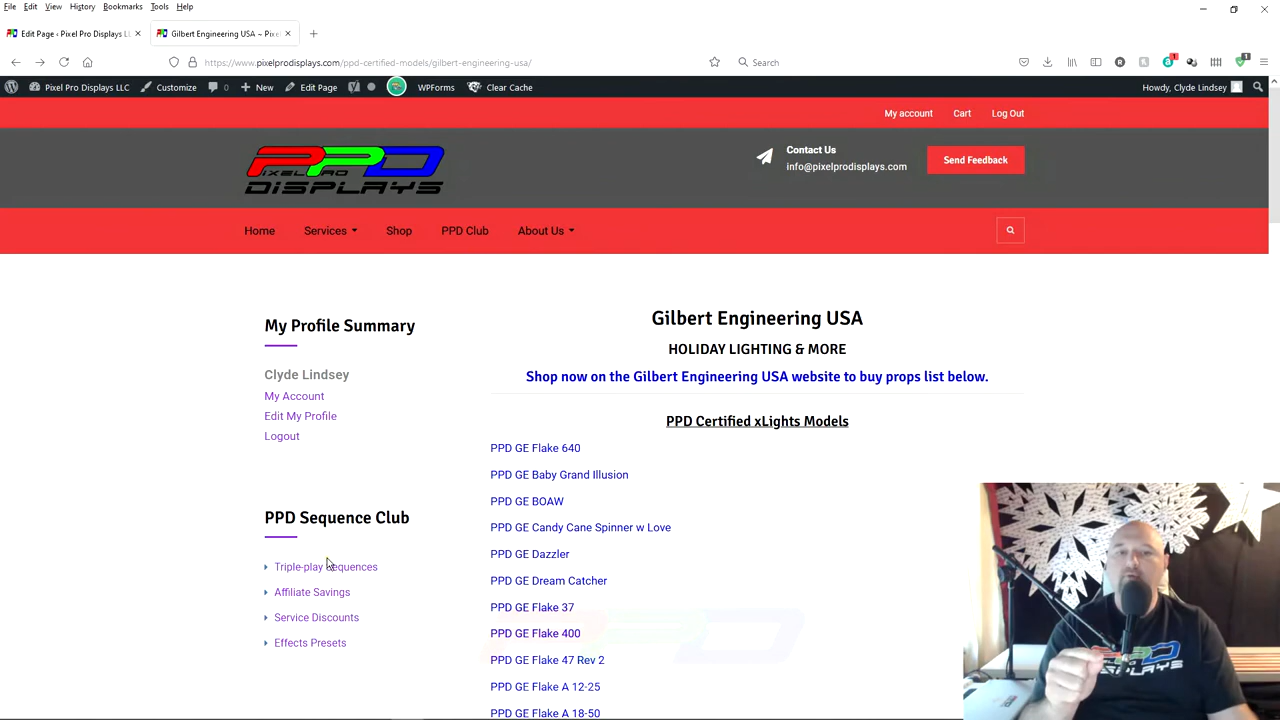 File Edit View History Bookmarks Tools Help
Edit Page ‹ Pixel Pro Displays LL
Gilbert Engineering USA ~ Pixe
https://www.pixelprodisplays.com/ppd-certified-models/gilbert-engineering-usa/
Search
1
1
Pixel Pro Displays LLC Customize 0 New Edit Page WPForms Clear Cache Howdy, Clyde Lindsey
My account Cart Log Out
PPD
PIXEL PRO
DISPLAYS
Contact Us
info@pixelprodisplays.com
Send Feedback
Home Services Shop PPD Club About Us
My Profile Summary
Clyde Lindsey
My Account
Edit My Profile
Logout
PPD Sequence Club
Triple-play Sequences
Affiliate Savings
Service Discounts
Effects Presets
Gilbert Engineering USA
HOLIDAY LIGHTING & MORE
Shop now on the Gilbert Engineering USA website to buy props list below.
PPD Certified xLights Models
PPD GE Flake 640
PPD GE Baby Grand Illusion
PPD GE BOAW
PPD GE Candy Cane Spinner w Love
PPD GE Dazzler
PPD GE Dream Catcher
PPD GE Flake 37
PPD GE Flake 400
PPD GE Flake 47 Rev 2
PPD GE Flake A 12-25
PPD GE Flake A 18-50
PPD
DISPLAYS